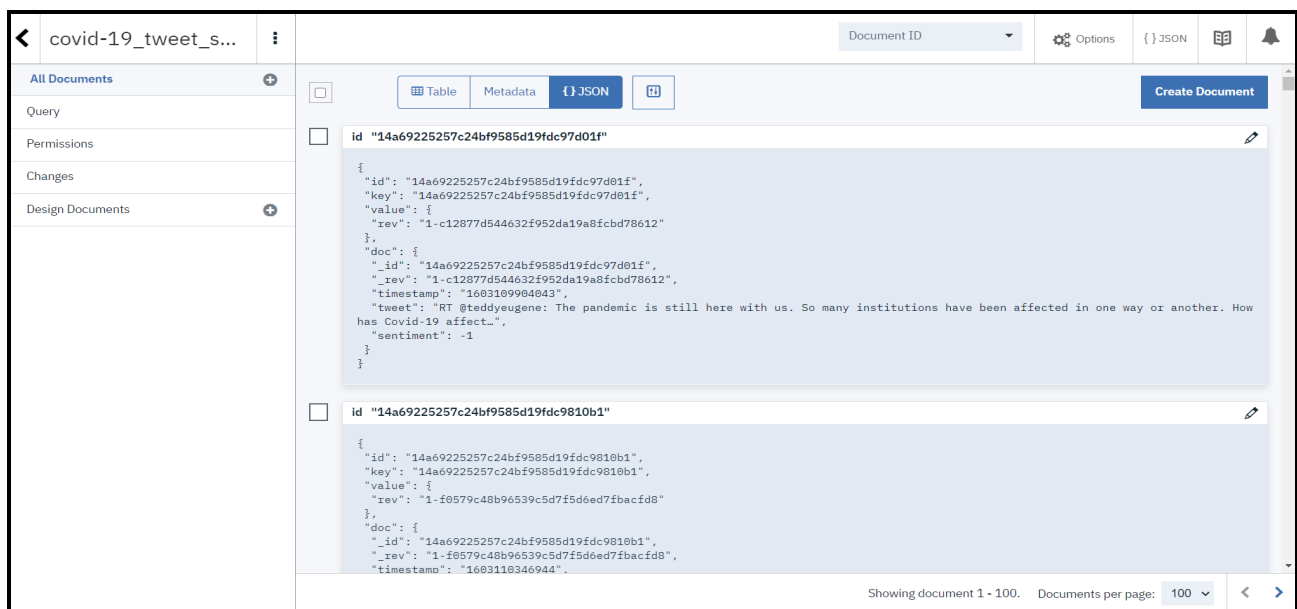 covid-19_tweet_s...
Document ID
Options
{ } JSON
All Documents
Query
Permissions
Changes
Design Documents
Table
Metadata
{ } JSON
Create Document
id "14a69225257c24bf9585d19fdc97d01f"
{
"id": "14a69225257c24bf9585d19fdc97d01f",
"key": "14a69225257c24bf9585d19fdc97d01f",
"value": {
"rev": "1-c12877d544632f952da19a8fcbd78612"
},
"doc": {
"_id": "14a69225257c24bf9585d19fdc97d01f",
"_rev": "1-c12877d544632f952da19a8fcbd78612",
"timestamp": "1603109904043",
"tweet": "RT @teddyeugene: The pandemic is still here with us. So many institutions have been affected in one way or another. How
has Covid-19 affect…",
"sentiment": -1
}
}
id "14a69225257c24bf9585d19fdc9810b1"
{
"id": "14a69225257c24bf9585d19fdc9810b1",
"key": "14a69225257c24bf9585d19fdc9810b1",
"value": {
"rev": "1-f0579c48b96539c5d7f5d6ed7fbacfd8"
},
"doc": {
"_id": "14a69225257c24bf9585d19fdc9810b1",
"_rev": "1-f0579c48b96539c5d7f5d6ed7fbacfd8",
"timestamp": "1603110346944",
Showing document 1 - 100.
Documents per page: 100